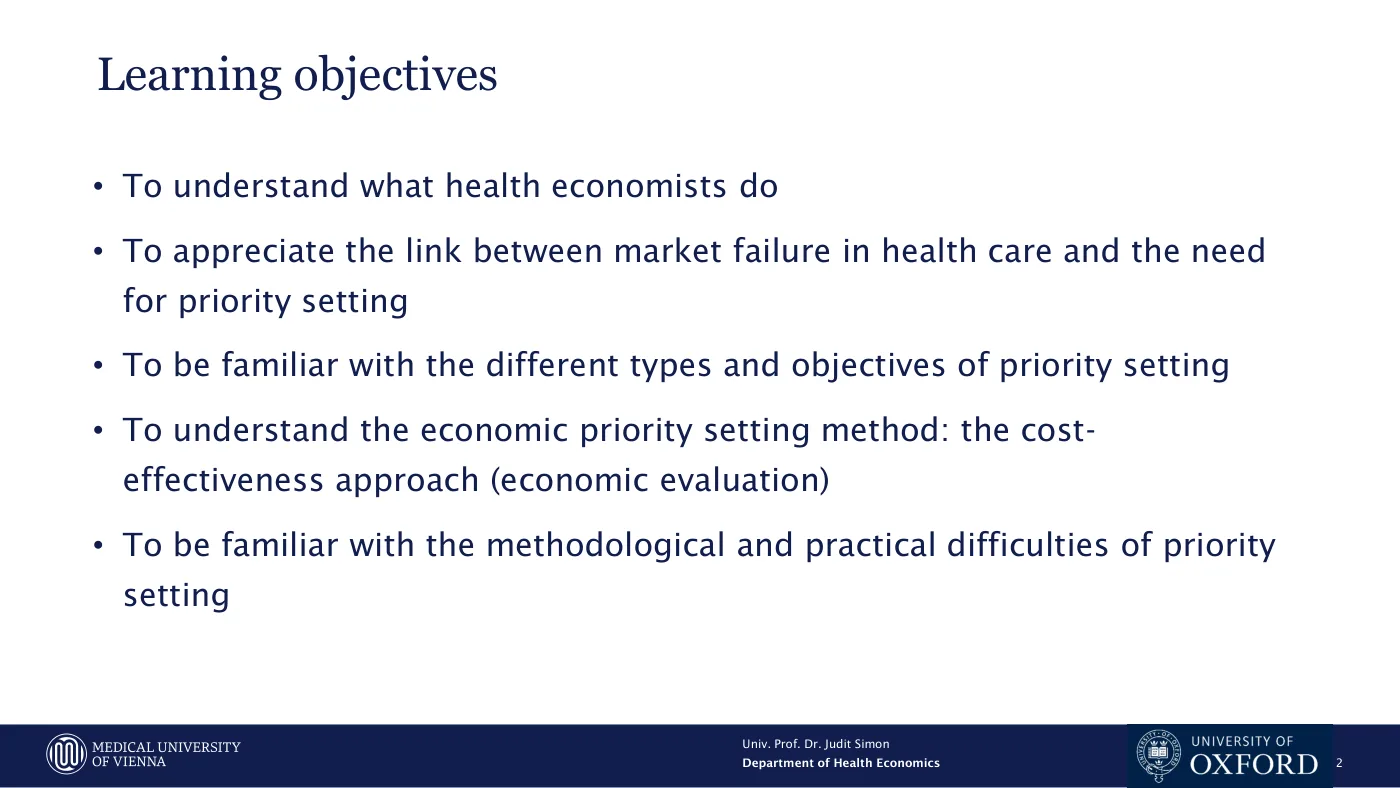 Learning objectives
• To understand what health economists do
• To appreciate the link between market failure in health care and the need
for priority setting
• To be familiar with the different types and objectives of priority setting
• To understand the economic priority setting method: the cost-
effectiveness approach (economic evaluation)
• To be familiar with the methodological and practical difficulties of priority
setting
MEDICAL UNIVERSITY
OF VIENNA
Univ. Prof. Dr. Judit Simon
Department of Health Economics
UNIVERSITY OF
OXFORD
2